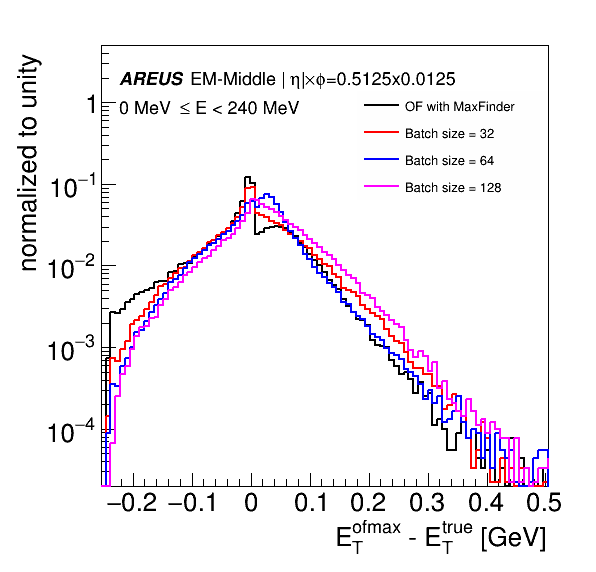 normalized to unity
AREUS EM-Middle | η|×φ=0.5125x0.0125
0 MeV ≤ E < 240 MeV
OF with MaxFinder
Batch size = 32
Batch size = 64
Batch size = 128
1
10⁻¹
10⁻²
10⁻³
10⁻⁴
−0.2 −0.1 0 0.1 0.2 0.3 0.4 0.5
E_T^ofmax - E_T^true [GeV]